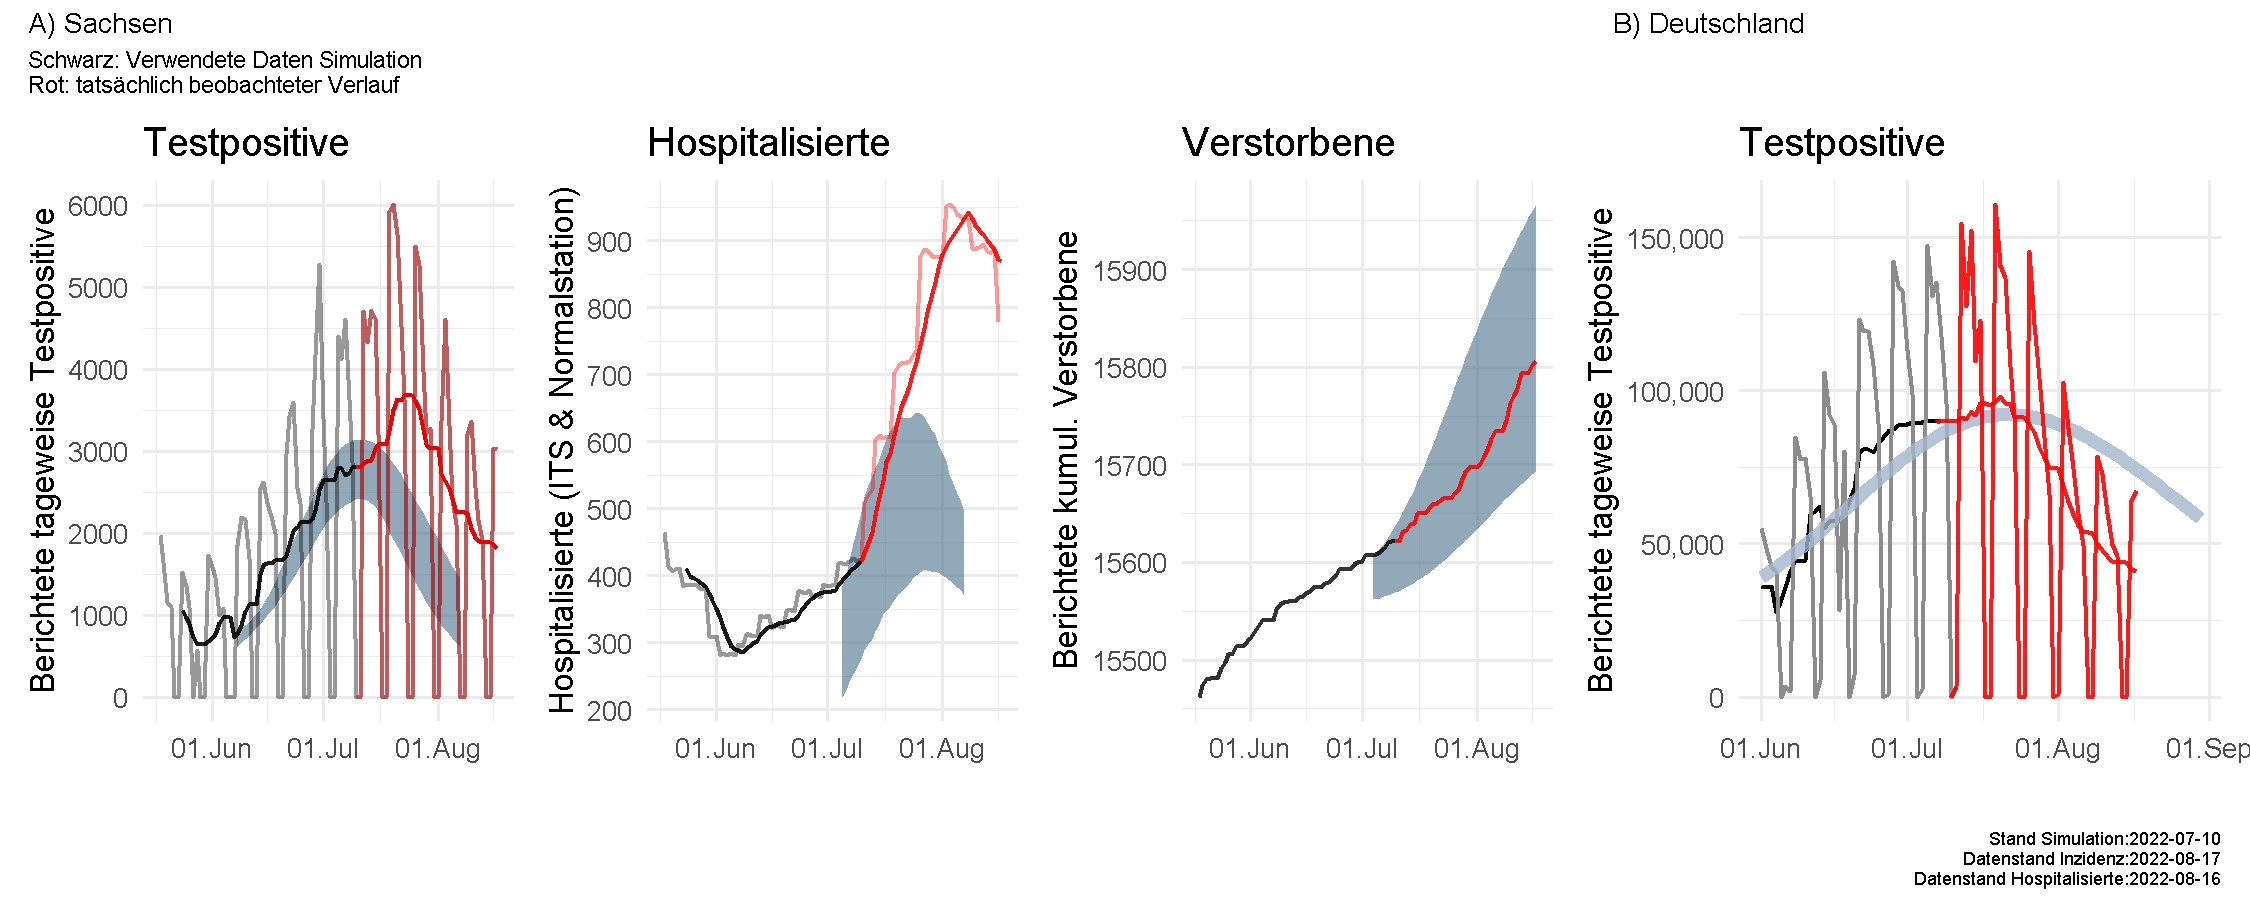 A) Sachsen
Schwarz: Verwendete Daten Simulation
Rot: tatsächlich beobachteter Verlauf
B) Deutschland
Testpositive
Berichtete tageweise Testpositive
6000
5000
4000
3000
2000
1000
0
01.Jun
01.Jul
01.Aug
Hospitalisierte
Hospitalisierte (ITS & Normalstation)
900
800
700
600
500
400
300
200
01.Jun
01.Jul
01.Aug
Verstorbene
Berichtete kumul. Verstorbene
15900
15800
15700
15600
15500
01.Jun
01.Jul
01.Aug
Testpositive
Berichtete tageweise Testpositive
150,000
100,000
50,000
0
01.Jun
01.Jul
01.Aug
01.Sep
Stand Simulation:2022-07-10
Datenstand Inzidenz:2022-08-17
Datenstand Hospitalisierte:2022-08-16